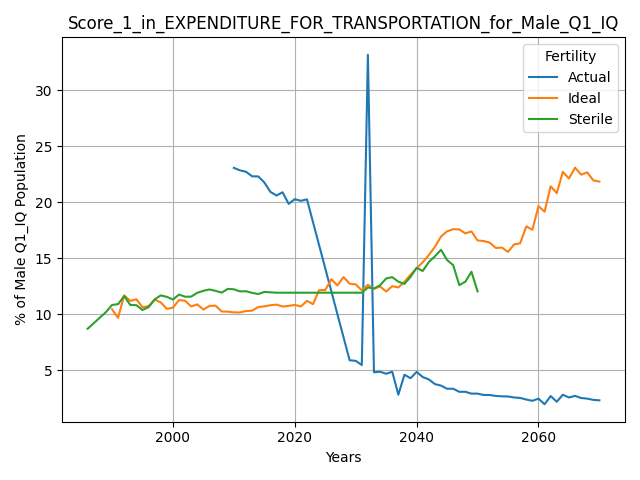 Score_1_in_EXPENDITURE_FOR_TRANSPORTATION_for_Male_Q1_IQ
Fertility
Actual
Ideal
Sterile
% of Male Q1_IQ Population
30
25
20
15
10
5
2000
2020
2040
2060
Years